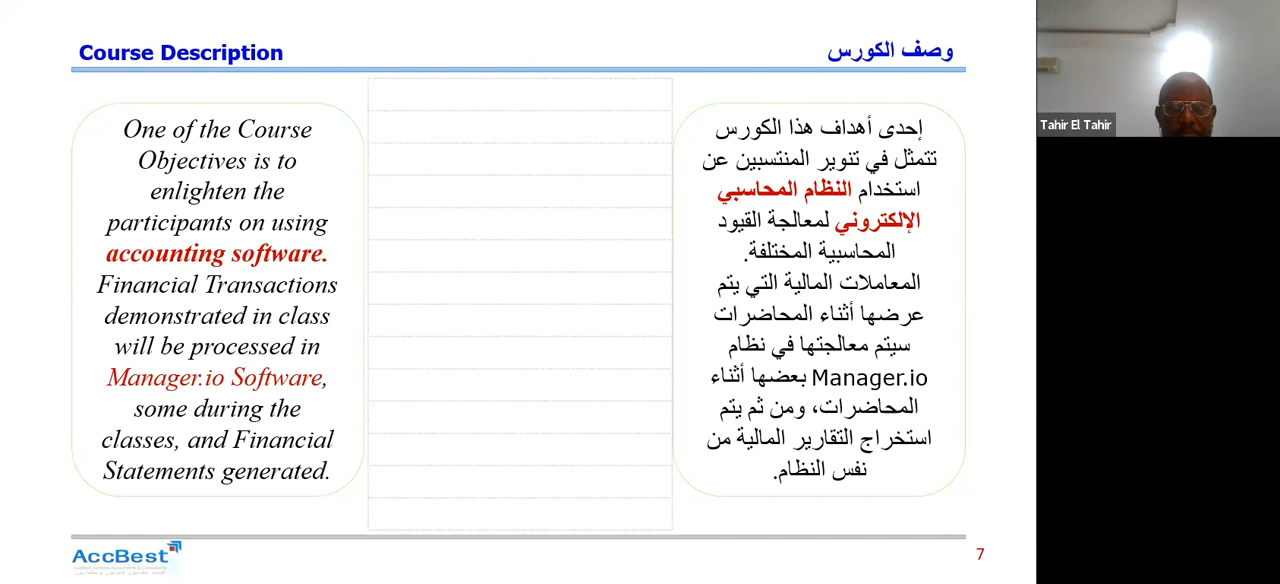 Course Description
وصف الكورس
One of the Course
Objectives is to
enlighten the
participants on using
accounting software.
Financial Transactions
demonstrated in class
will be processed in
Manager.io Software,
some during the
classes, and Financial
Statements generated.
إحدى أهداف هذا الكورس
تتمثل في تنوير المنتسبين عن
استخدام النظام المحاسبي
الإلكتروني لمعالجة القيود
المحاسبية المختلفة.
المعاملات المالية التي يتم
عرضها أثناء المحاضرات
سيتم معالجتها في نظام
Manager.io بعضها أثناء
المحاضرات، ومن ثم يتم
استخراج التقارير المالية من
نفس النظام.
Tahir El Tahir
AccBest
7